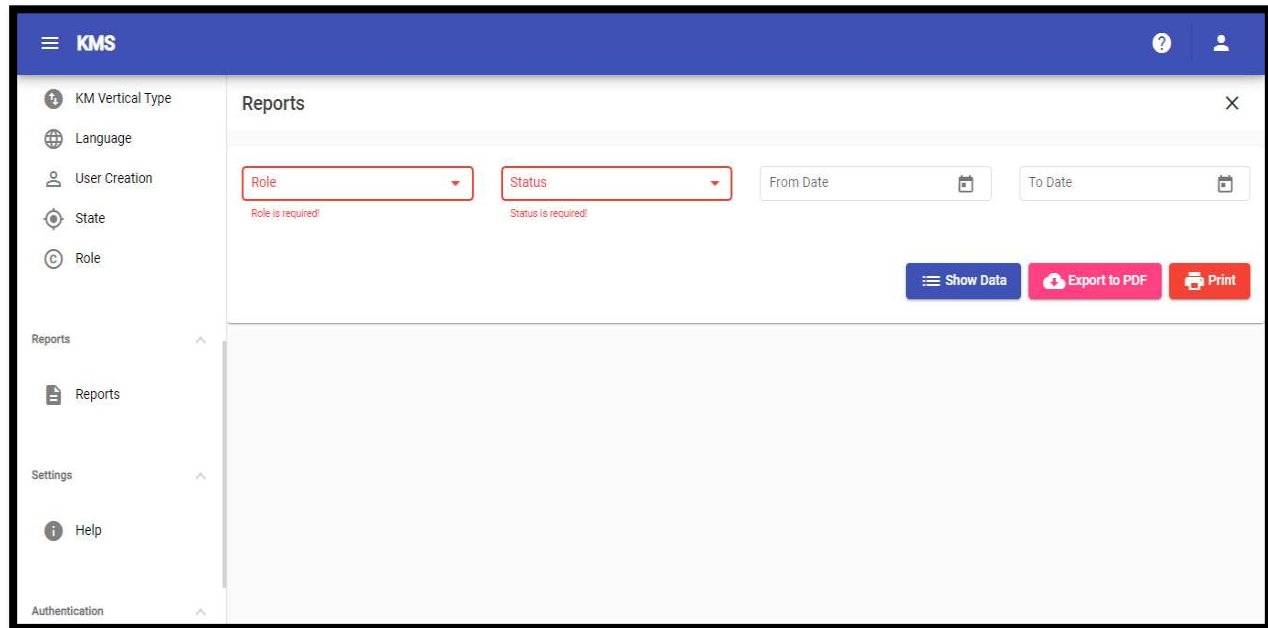 KMS
KM Vertical Type
Language
User Creation
State
Role
Reports
Reports
Settings
Help
Authentication
Reports
Role
Status
From Date
To Date
Role is required!
Status is required!
Show Data
Export to PDF
Print